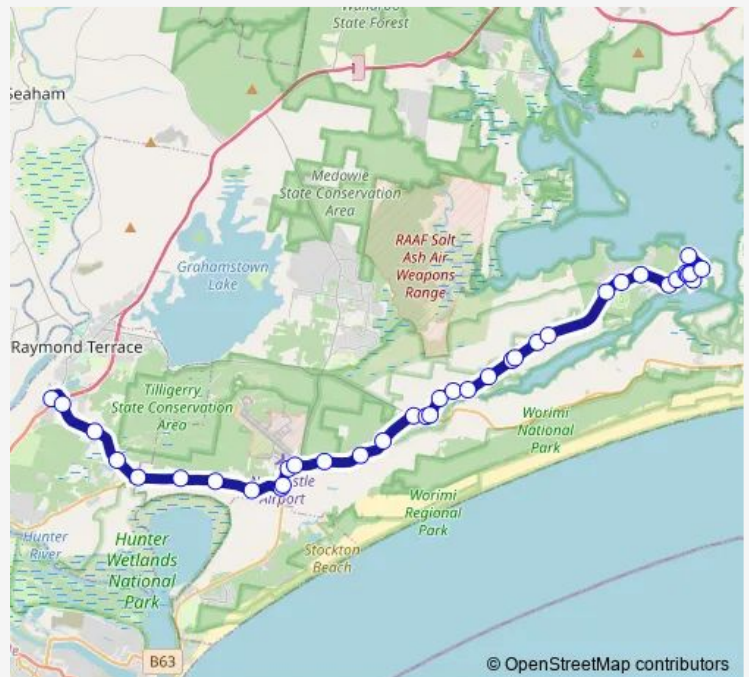 State Forest
Seaham
Medowie
State Conservation
Area
RAAF Salt
Ash Air
Weapons
Range
Grahamstown
Lake
Raymond Terrace
Tilligerry
State Conservation
Area
Worimi
National
Park
Airport
Worimi
Regional
Park
Hunter
River
Hunter
Wetlands
National
Park
Stockton
Beach
B63
© OpenStreetMap contributors